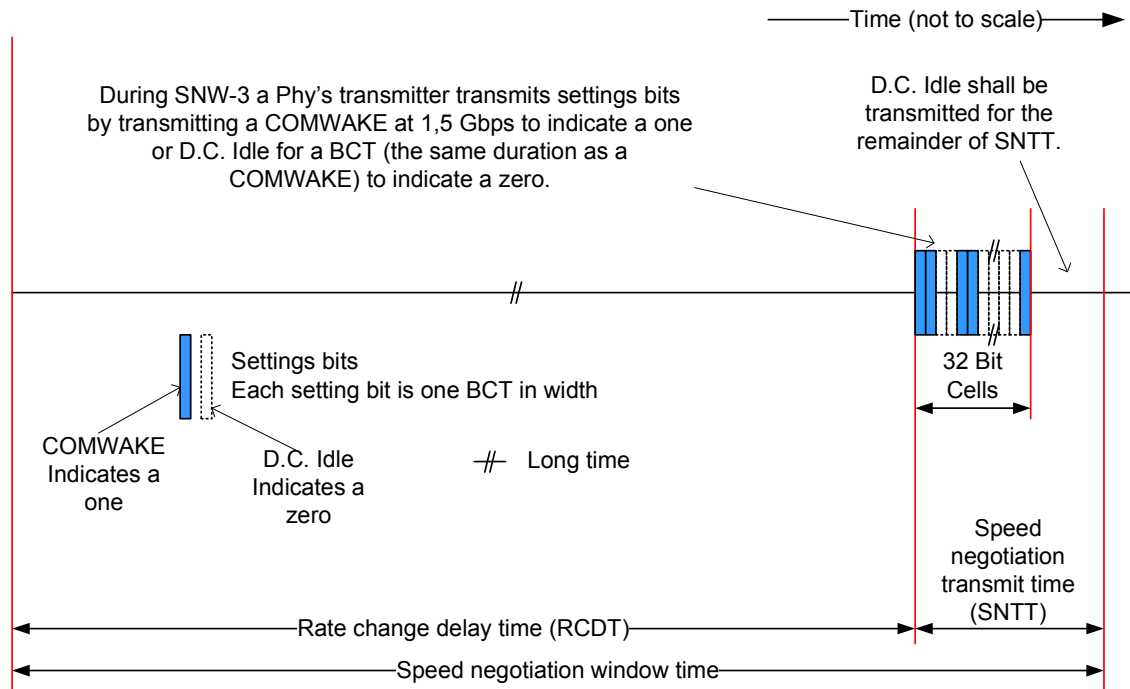 Time (not to scale)
During SNW-3 a Phy's transmitter transmits settings bits
by transmitting a COMWAKE at 1,5 Gbps to indicate a one
or D.C. Idle for a BCT (the same duration as a
COMWAKE) to indicate a zero.
D.C. Idle shall be
transmitted for the
remainder of SNTT.
Settings bits
Each setting bit is one BCT in width
32 Bit
Cells
COMWAKE
Indicates a
one
D.C. Idle
Indicates a
zero
Long time
Speed
negotiation
transmit time
(SNTT)
Rate change delay time (RCDT)
Speed negotiation window time